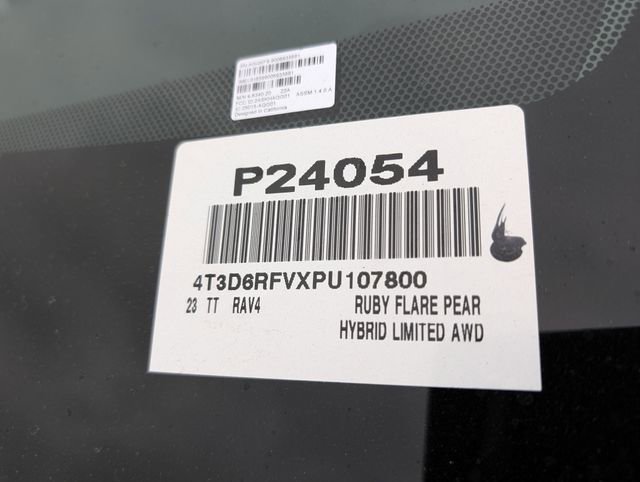 P24054
4T3D6RFVXPU107800
23 TT RAV4 RUBY FLARE PEAR
HYBRID LIMITED AWD
Designed in California